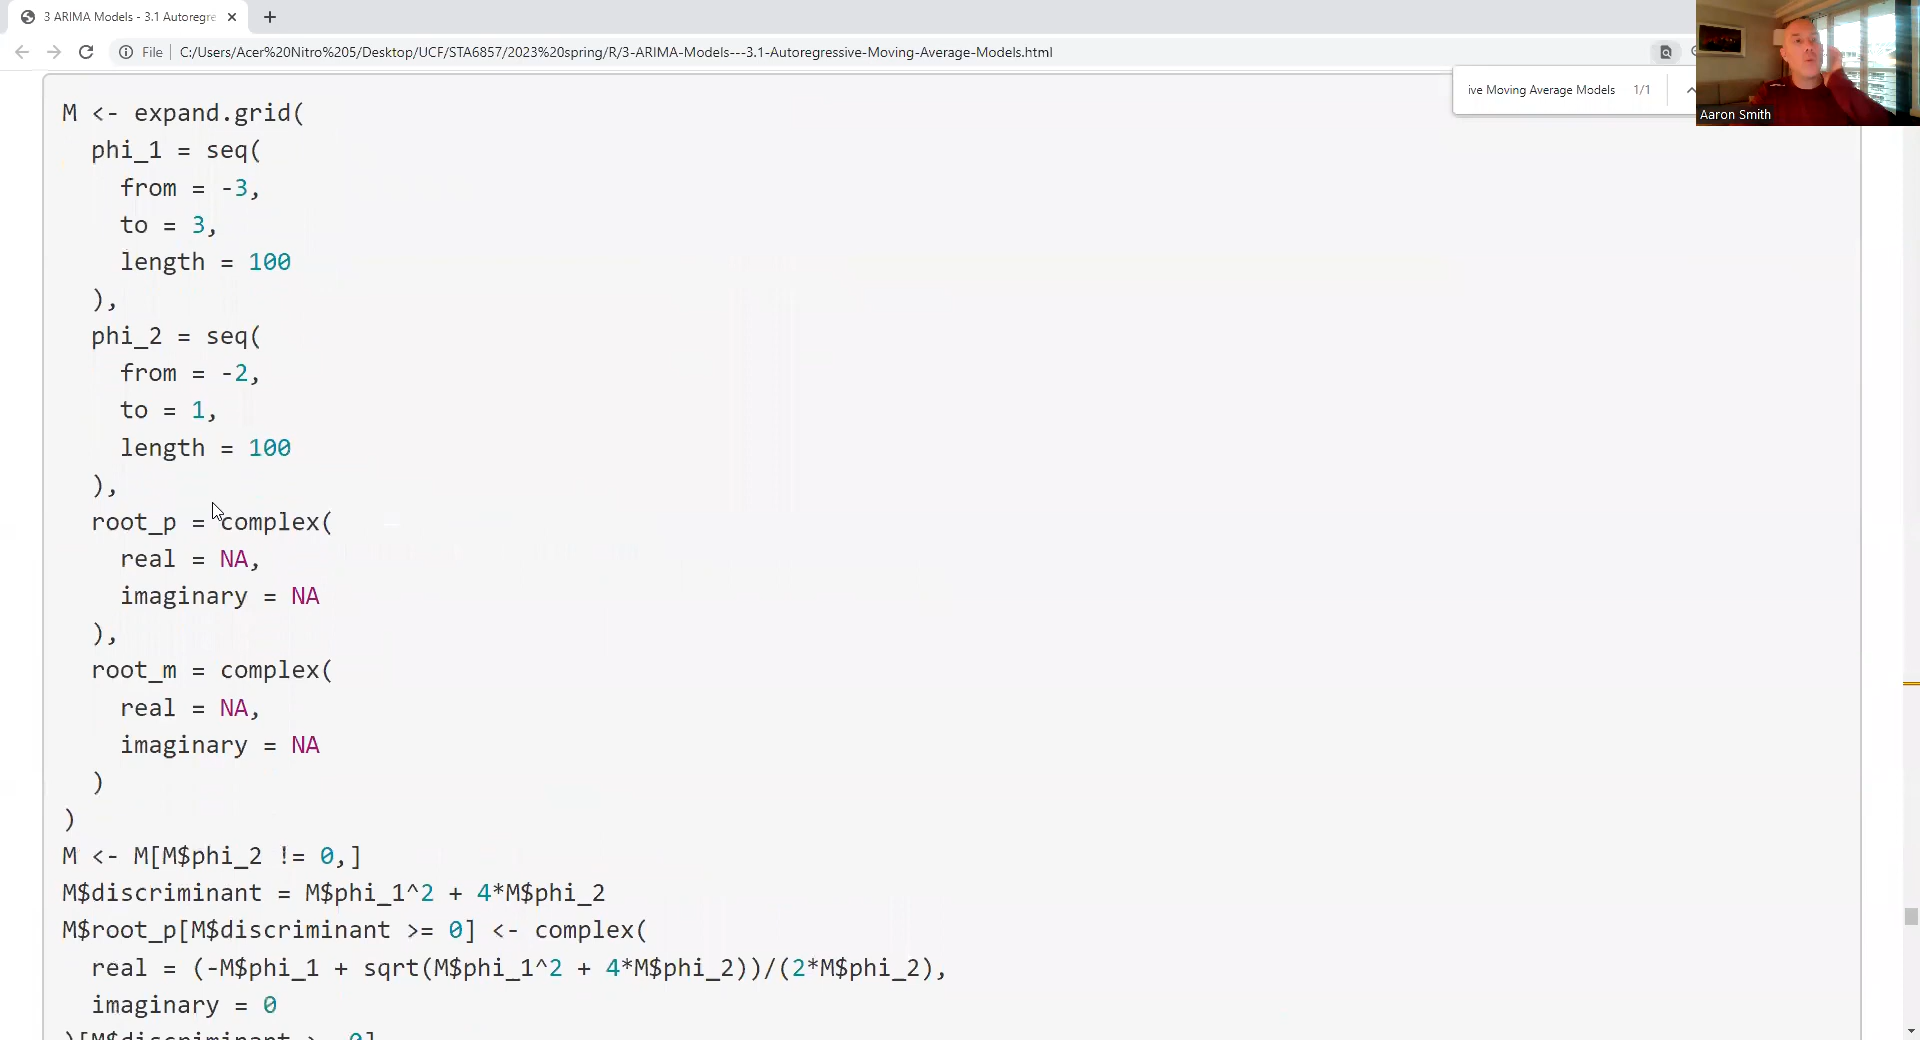 3 ARIMA Models - 3.1 Autoregre
File C:/Users/Acer%20Nitro%205/Desktop/UCF/STA6857/2023%20spring/R/3-ARIMA-Models---3.1-Autoregressive-Moving-Average-Models.html
ive Moving Average Models 1/1
Aaron Smith
M <- expand.grid(
  phi_1 = seq(
    from = -3,
    to = 3,
    length = 100
  ),
  phi_2 = seq(
    from = -2,
    to = 1,
    length = 100
  ),
  root_p = complex(
    real = NA,
    imaginary = NA
  ),
  root_m = complex(
    real = NA,
    imaginary = NA
  )
)
M <- M[M$phi_2 != 0,]
M$discriminant = M$phi_1^2 + 4*M$phi_2
M$root_p[M$discriminant >= 0] <- complex(
  real = (-M$phi_1 + sqrt(M$phi_1^2 + 4*M$phi_2))/(2*M$phi_2),
  imaginary = 0